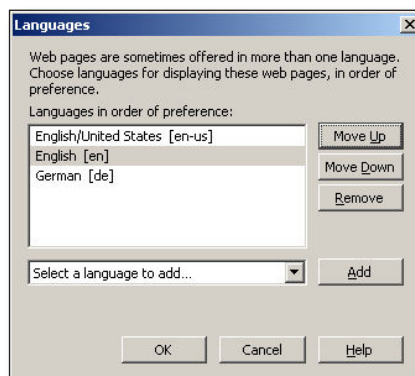 Languages
Web pages are sometimes offered in more than one language.
Choose languages for displaying these web pages, in order of
preference.
Languages in order of preference:
English/United States [en-us]
English [en]
German [de]
Move Up
Move Down
Remove
Select a language to add...
Add
OK
Cancel
Help